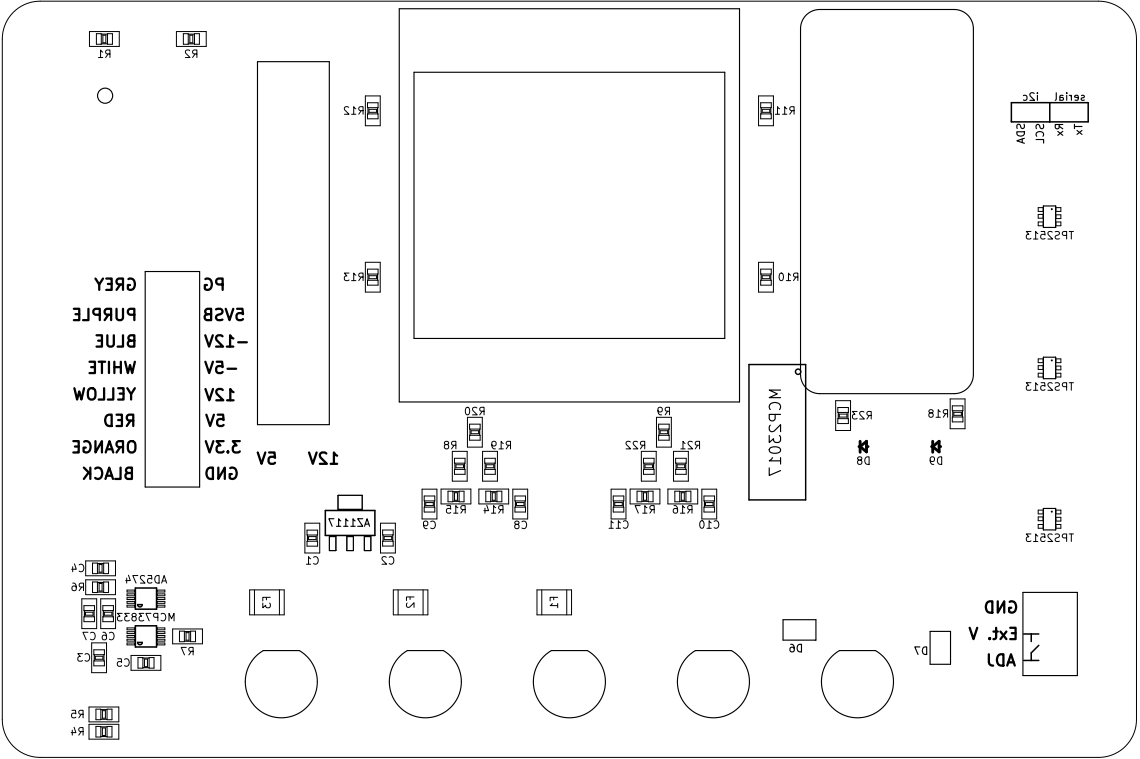 R1
R2
i2c serial
R12
R11
SDA SCL Rx Tx
TPS2513
R13
R10
GREY PG
PURPLE 5VSB
BLUE -12V
WHITE -5V
YELLOW 12V
RED 5V
ORANGE 3.3V
BLACK GND
5V 12V
TPS2513
MCP23017
R20
R9
R23
R18
R8 R19
R22 R21
D8
D9
R15 R14
R17 R16
C9 C8
C11 C10
AZ1117
C1 C2
TPS2513
C4
AD5274
R6
F3
F2
F1
MCP73833
C7 C6
GND
Ext. V
ADJ
R7
D6
D7
C3
C5
R5
R4